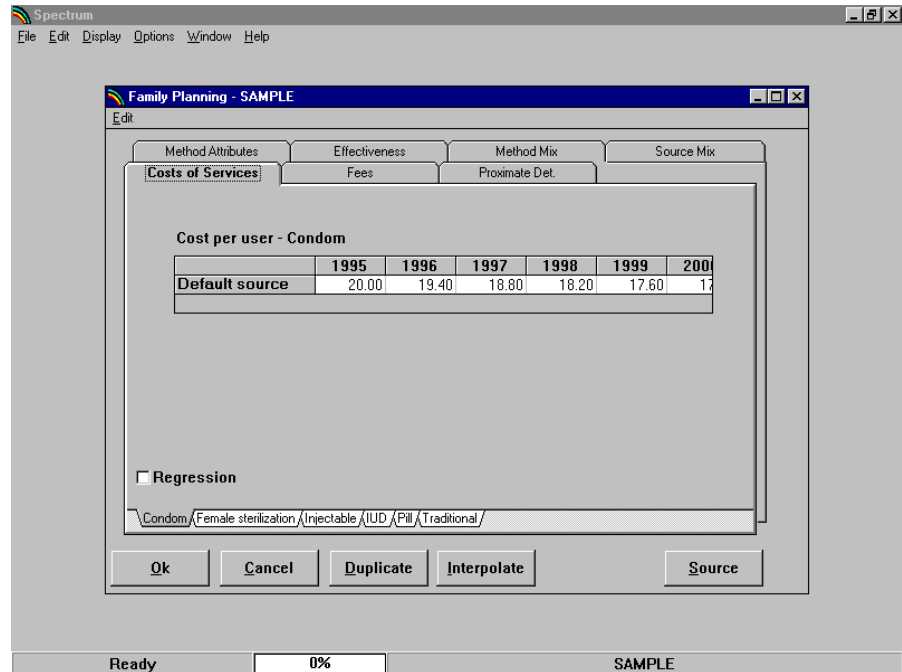 Spectrum
File Edit Display Options Window Help
Family Planning - SAMPLE
Edit
Method Attributes Effectiveness Method Mix Source Mix
Costs of Services Fees Proximate Det.
Cost per user - Condom
1995 1996 1997 1998 1999 200
Default source 20.00 19.40 18.80 18.20 17.60 17
Regression
Condom Female sterilization Injectable IUD Pill Traditional
Ok Cancel Duplicate Interpolate Source
Ready 0% SAMPLE